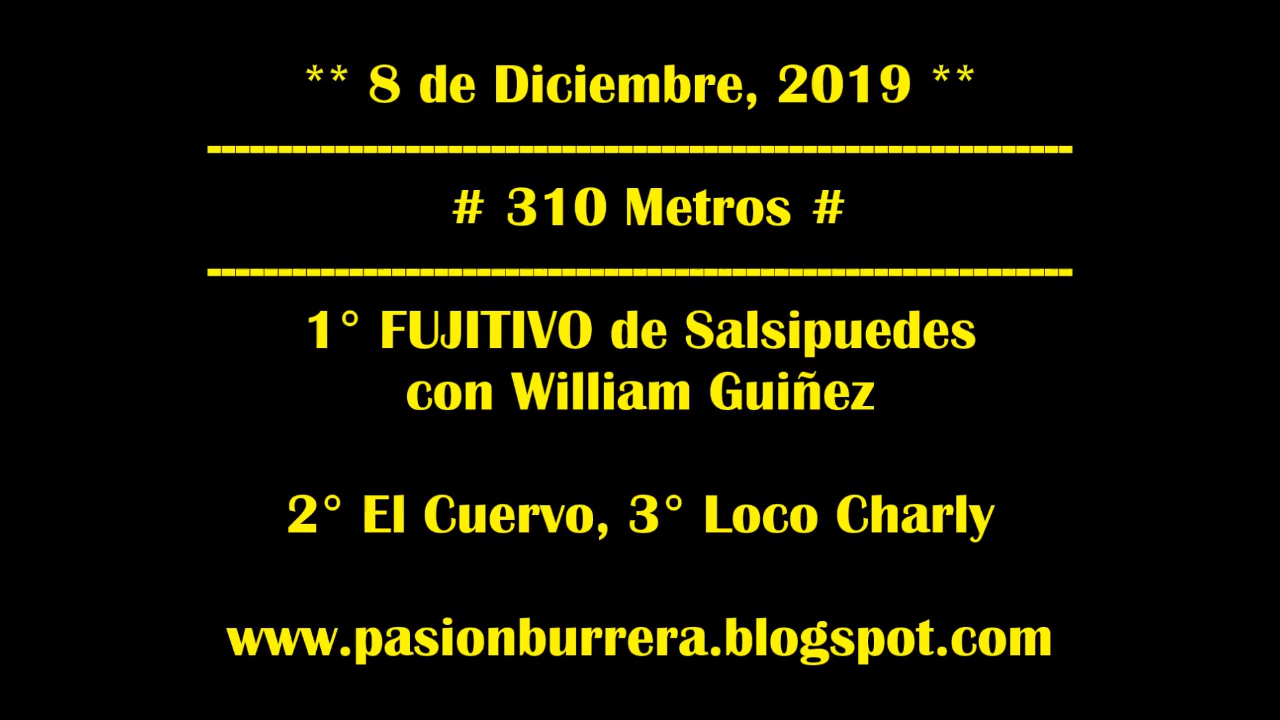 ** 8 de Diciembre, 2019 **
-------------------------------------------------------------
# 310 Metros #
-------------------------------------------------------------
1° FUJITIVO de Salsipuedes
con William Guiñez
2° El Cuervo, 3° Loco Charly
www.pasionburrera.blogspot.com